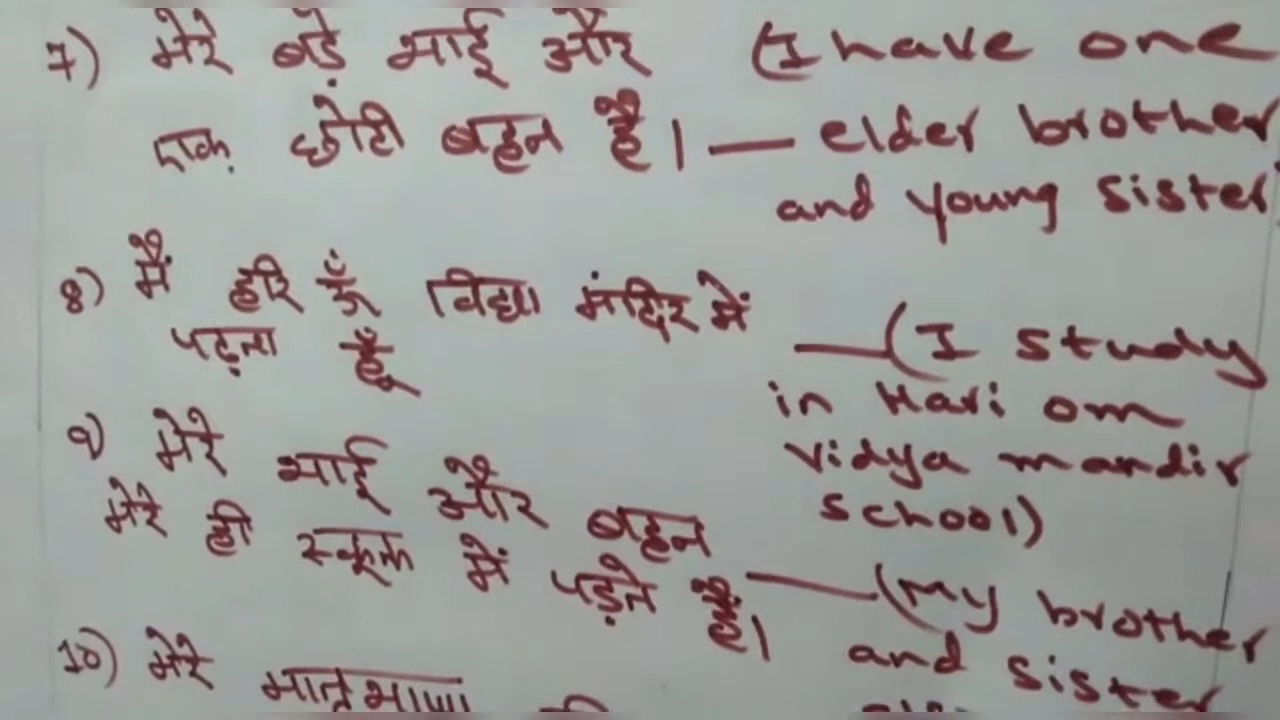 7) मेरे बड़े भाई और (I have one
एक छोटी बहन है। — elder brother
and young sister
8) मैं हरि ऊँ विद्या मंदिर में
पढ़ता हूँ — (I study
in Hari om
vidya mandir
school)
9) मेरे भाई और बहन
मेरे ही स्कूल में पड़ते हैं। — (My brother
and sister
10) मेरे मातृभाषा